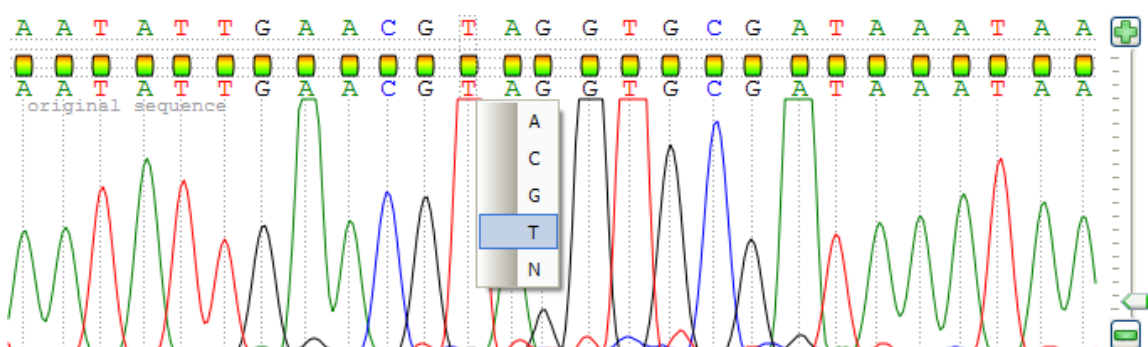 A A T A T T G A A C G T A G G T G C G A T A A A T A A
A A T A T T G A A C G T A G G T G C G A T A A A T A A
original sequence
A
C
G
T
N